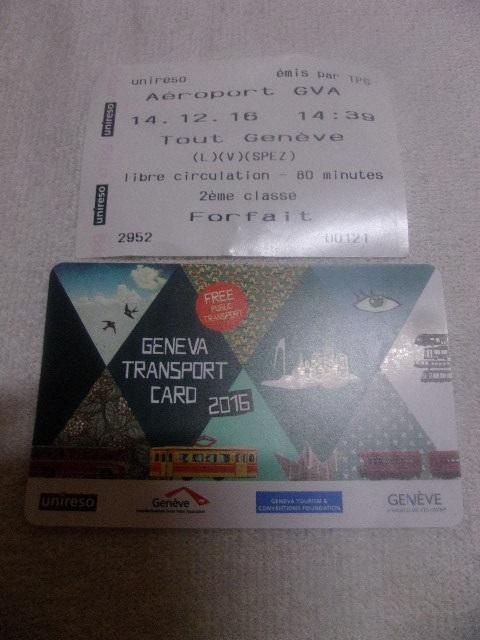 unireso émis par TPG
Aéroport GVA
14.12.16 14:39
Tout Genève
(L)(V)(SPEZ)
libre circulation - 80 minutes
2ème classe
Forfait
2952 00121
unireso
unireso
FREE
PUBLIC
TRANSPORT
GENEVA
TRANSPORT
CARD 2016
unireso
Genève
GENEVA TOURISM &
CONVENTIONS FOUNDATION
GENÈVE